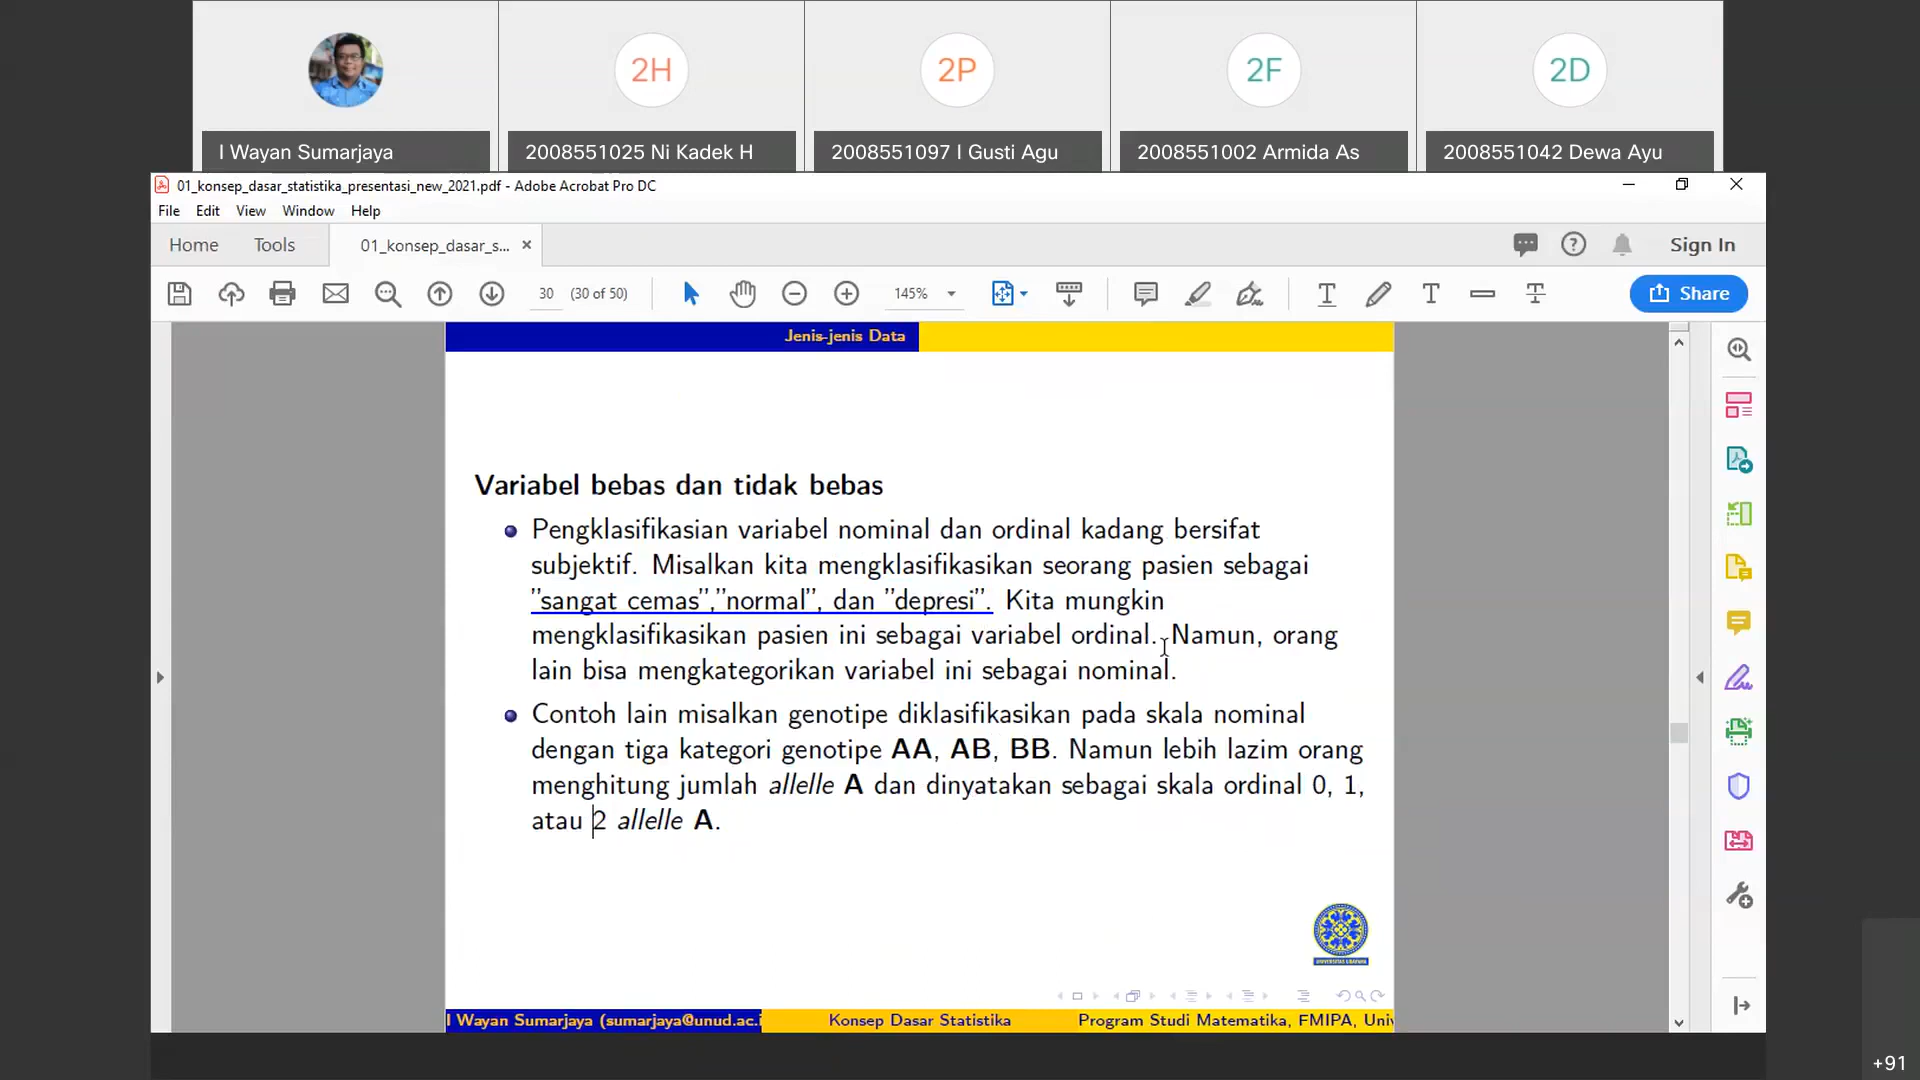 2H
2P
2F
2D
I Wayan Sumarjaya
2008551025 Ni Kadek H
2008551097 I Gusti Agu
2008551002 Armida As
2008551042 Dewa Ayu
01_konsep_dasar_statistika_presentasi_new_2021.pdf - Adobe Acrobat Pro DC
File Edit View Window Help
Home Tools 01_konsep_dasar_s... Sign In
30 (30 of 50) 145% Share
Jenis-jenis Data
Variabel bebas dan tidak bebas
Pengklasifikasian variabel nominal dan ordinal kadang bersifat
subjektif. Misalkan kita mengklasifikasikan seorang pasien sebagai
"sangat cemas","normal", dan "depresi". Kita mungkin
mengklasifikasikan pasien ini sebagai variabel ordinal. Namun, orang
lain bisa mengkategorikan variabel ini sebagai nominal.
Contoh lain misalkan genotipe diklasifikasikan pada skala nominal
dengan tiga kategori genotipe AA, AB, BB. Namun lebih lazim orang
menghitung jumlah allelle A dan dinyatakan sebagai skala ordinal 0, 1,
atau 2 allelle A.
UNIVERSITAS UDAYANA
I Wayan Sumarjaya (sumarjaya@unud.ac.i
Konsep Dasar Statistika
Program Studi Matematika, FMIPA, Univ
+91